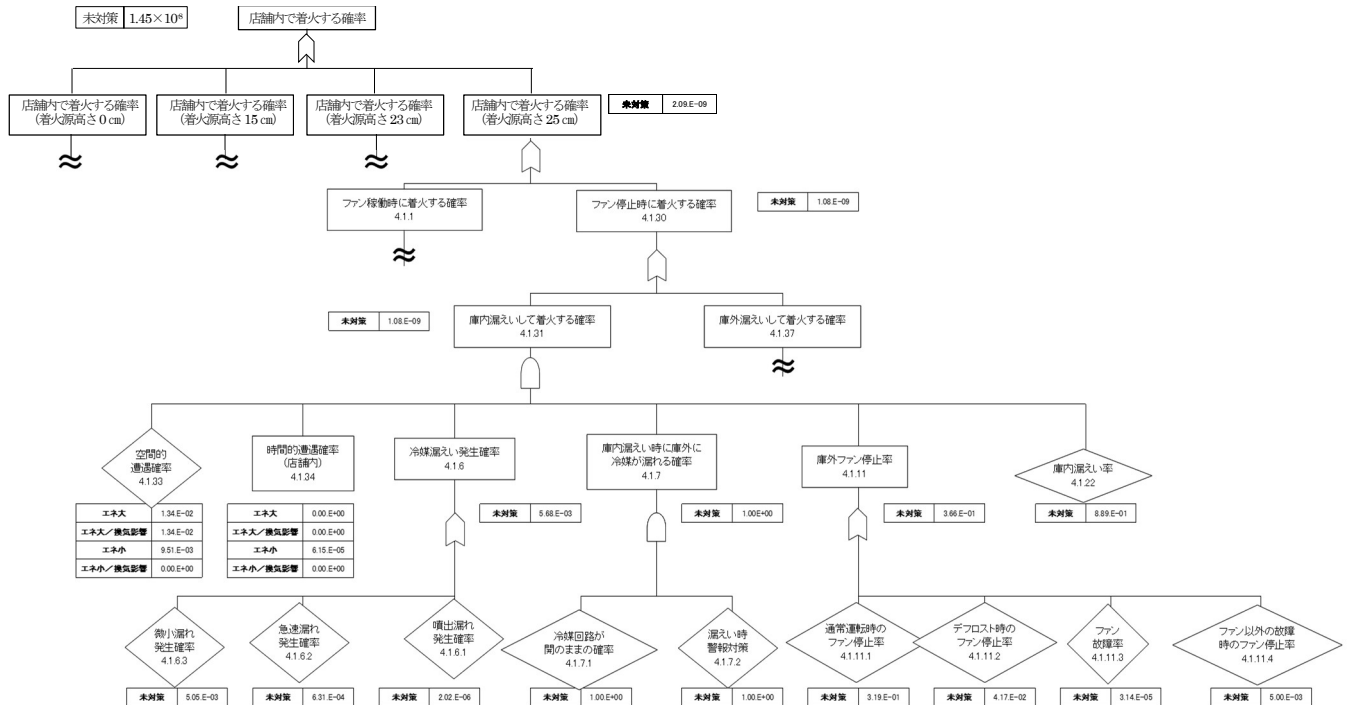 未対策 1.45×10⁸
店舗内で着火する確率
店舗内で着火する確率
(着火源高さ0㎝)
店舗内で着火する確率
(着火源高さ15㎝)
店舗内で着火する確率
(着火源高さ23㎝)
店舗内で着火する確率
(着火源高さ25㎝)
未対策 2.09.E-09
ファン稼働時に着火する確率
4.1.1
ファン停止時に着火する確率
4.1.30
未対策 1.08.E-09
未対策 1.08.E-09
庫内漏えいして着火する確率
4.1.31
庫外漏えいして着火する確率
4.1.37
空間的
遭遇確率
4.1.33
時間的遭遇確率
(店舗内)
4.1.34
冷媒漏えい発生確率
4.1.6
庫内漏えい時に庫外に
冷媒が漏れる確率
4.1.7
庫外ファン停止率
4.1.11
庫内漏えい率
4.1.22
エネ大 1.34.E-02
エネ大／換気影響 1.34.E-02
エネ小 9.51.E-03
エネ小／換気影響 0.00.E+00
エネ大 0.00.E+00
エネ大／換気影響 0.00.E+00
エネ小 6.15.E-05
エネ小／換気影響 0.00.E+00
未対策 5.68.E-03
未対策 1.00E+00
未対策 3.66.E-01
未対策 8.89.E-01
微小漏れ
発生確率
4.1.6.3
急速漏れ
発生確率
4.1.6.2
噴出漏れ
発生確率
4.1.6.1
冷媒回路が
開のままの確率
4.1.7.1
漏えい時
警報対策
4.1.7.2
通常運転時の
ファン停止率
4.1.11.1
デフロスト時の
ファン停止率
4.1.11.2
ファン
故障率
4.1.11.3
ファン以外の故障
時のファン停止率
4.1.11.4
未対策 5.05.E-03
未対策 6.31.E-04
未対策 2.02.E-06
未対策 1.00.E+00
未対策 1.00E+00
未対策 3.19.E-01
未対策 4.17.E-02
未対策 3.14.E-05
未対策 5.00.E-03